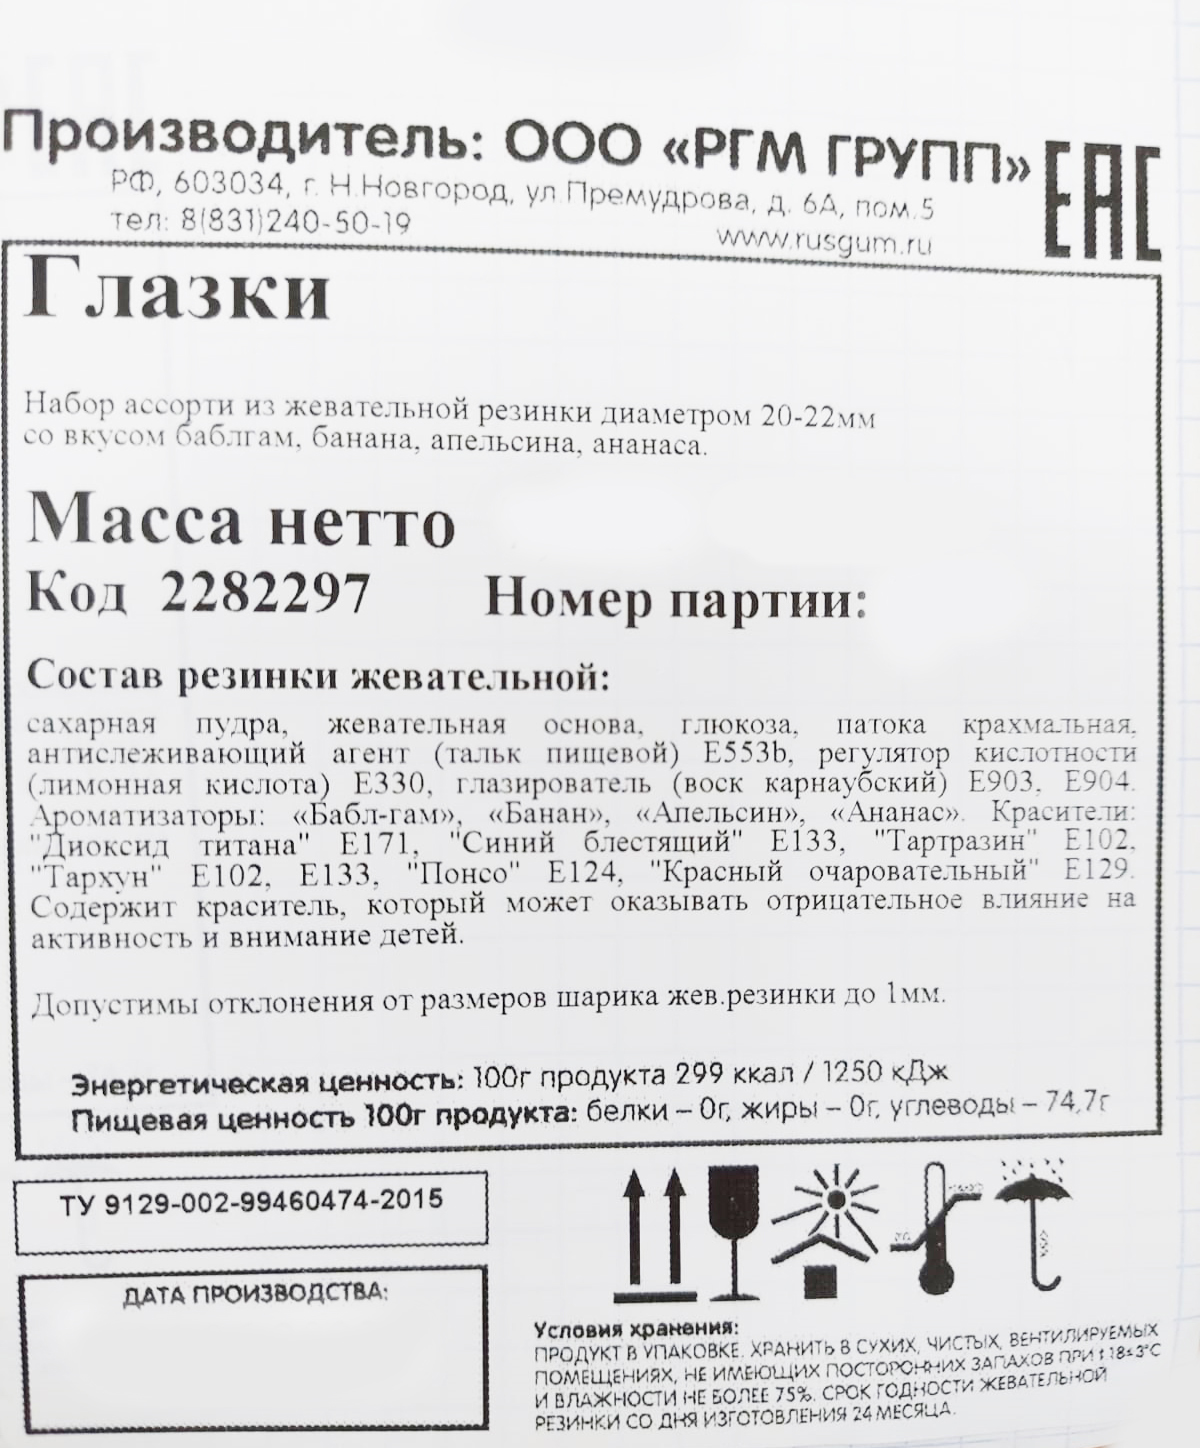 Производитель: ООО «РГМ ГРУПП»
ЕАС
РФ, 603034, г. Н.Новгород, ул.Премудрова, д. 6А, пом.5
тел: 8(831)240-50-19
www.rusgum.ru
Глазки
Набор ассорти из жевательной резинки диаметром 20-22мм
со вкусом баблгам, банана, апельсина, ананаса.
Масса нетто
Код 2282297 Номер партии:
Состав резинки жевательной:
сахарная пудра, жевательная основа, глюкоза, патока крахмальная,
антислеживающий агент (тальк пищевой) Е553b, регулятор кислотности
(лимонная кислота) Е330, глазирователь (воск карнаубский) Е903, Е904.
Ароматизаторы: «Бабл-гам», «Банан», «Апельсин», «Ананас». Красители:
"Диоксид титана" Е171, "Синий блестящий" Е133, "Тартразин" Е102,
"Тархун" Е102, Е133, "Понсо" Е124, "Красный очаровательный" Е129.
Содержит краситель, который может оказывать отрицательное влияние на
активность и внимание детей.
Допустимы отклонения от размеров шарика жев.резинки до 1мм.
Энергетическая ценность: 100г продукта 299 ккал / 1250 кДж
Пищевая ценность 100г продукта: белки – 0г, жиры – 0г, углеводы – 74,7г
ТУ 9129-002-99460474-2015
ДАТА ПРОИЗВОДСТВА:
Условия хранения:
ПРОДУКТ В УПАКОВКЕ. ХРАНИТЬ В СУХИХ, ЧИСТЫХ, ВЕНТИЛИРУЕМЫХ
ПОМЕЩЕНИЯХ, НЕ ИМЕЮЩИХ ПОСТОРОННИХ ЗАПАХОВ ПРИ t 18±3°С
И ВЛАЖНОСТИ НЕ БОЛЕЕ 75%. СРОК ГОДНОСТИ ЖЕВАТЕЛЬНОЙ
РЕЗИНКИ СО ДНЯ ИЗГОТОВЛЕНИЯ 24 МЕСЯЦА.